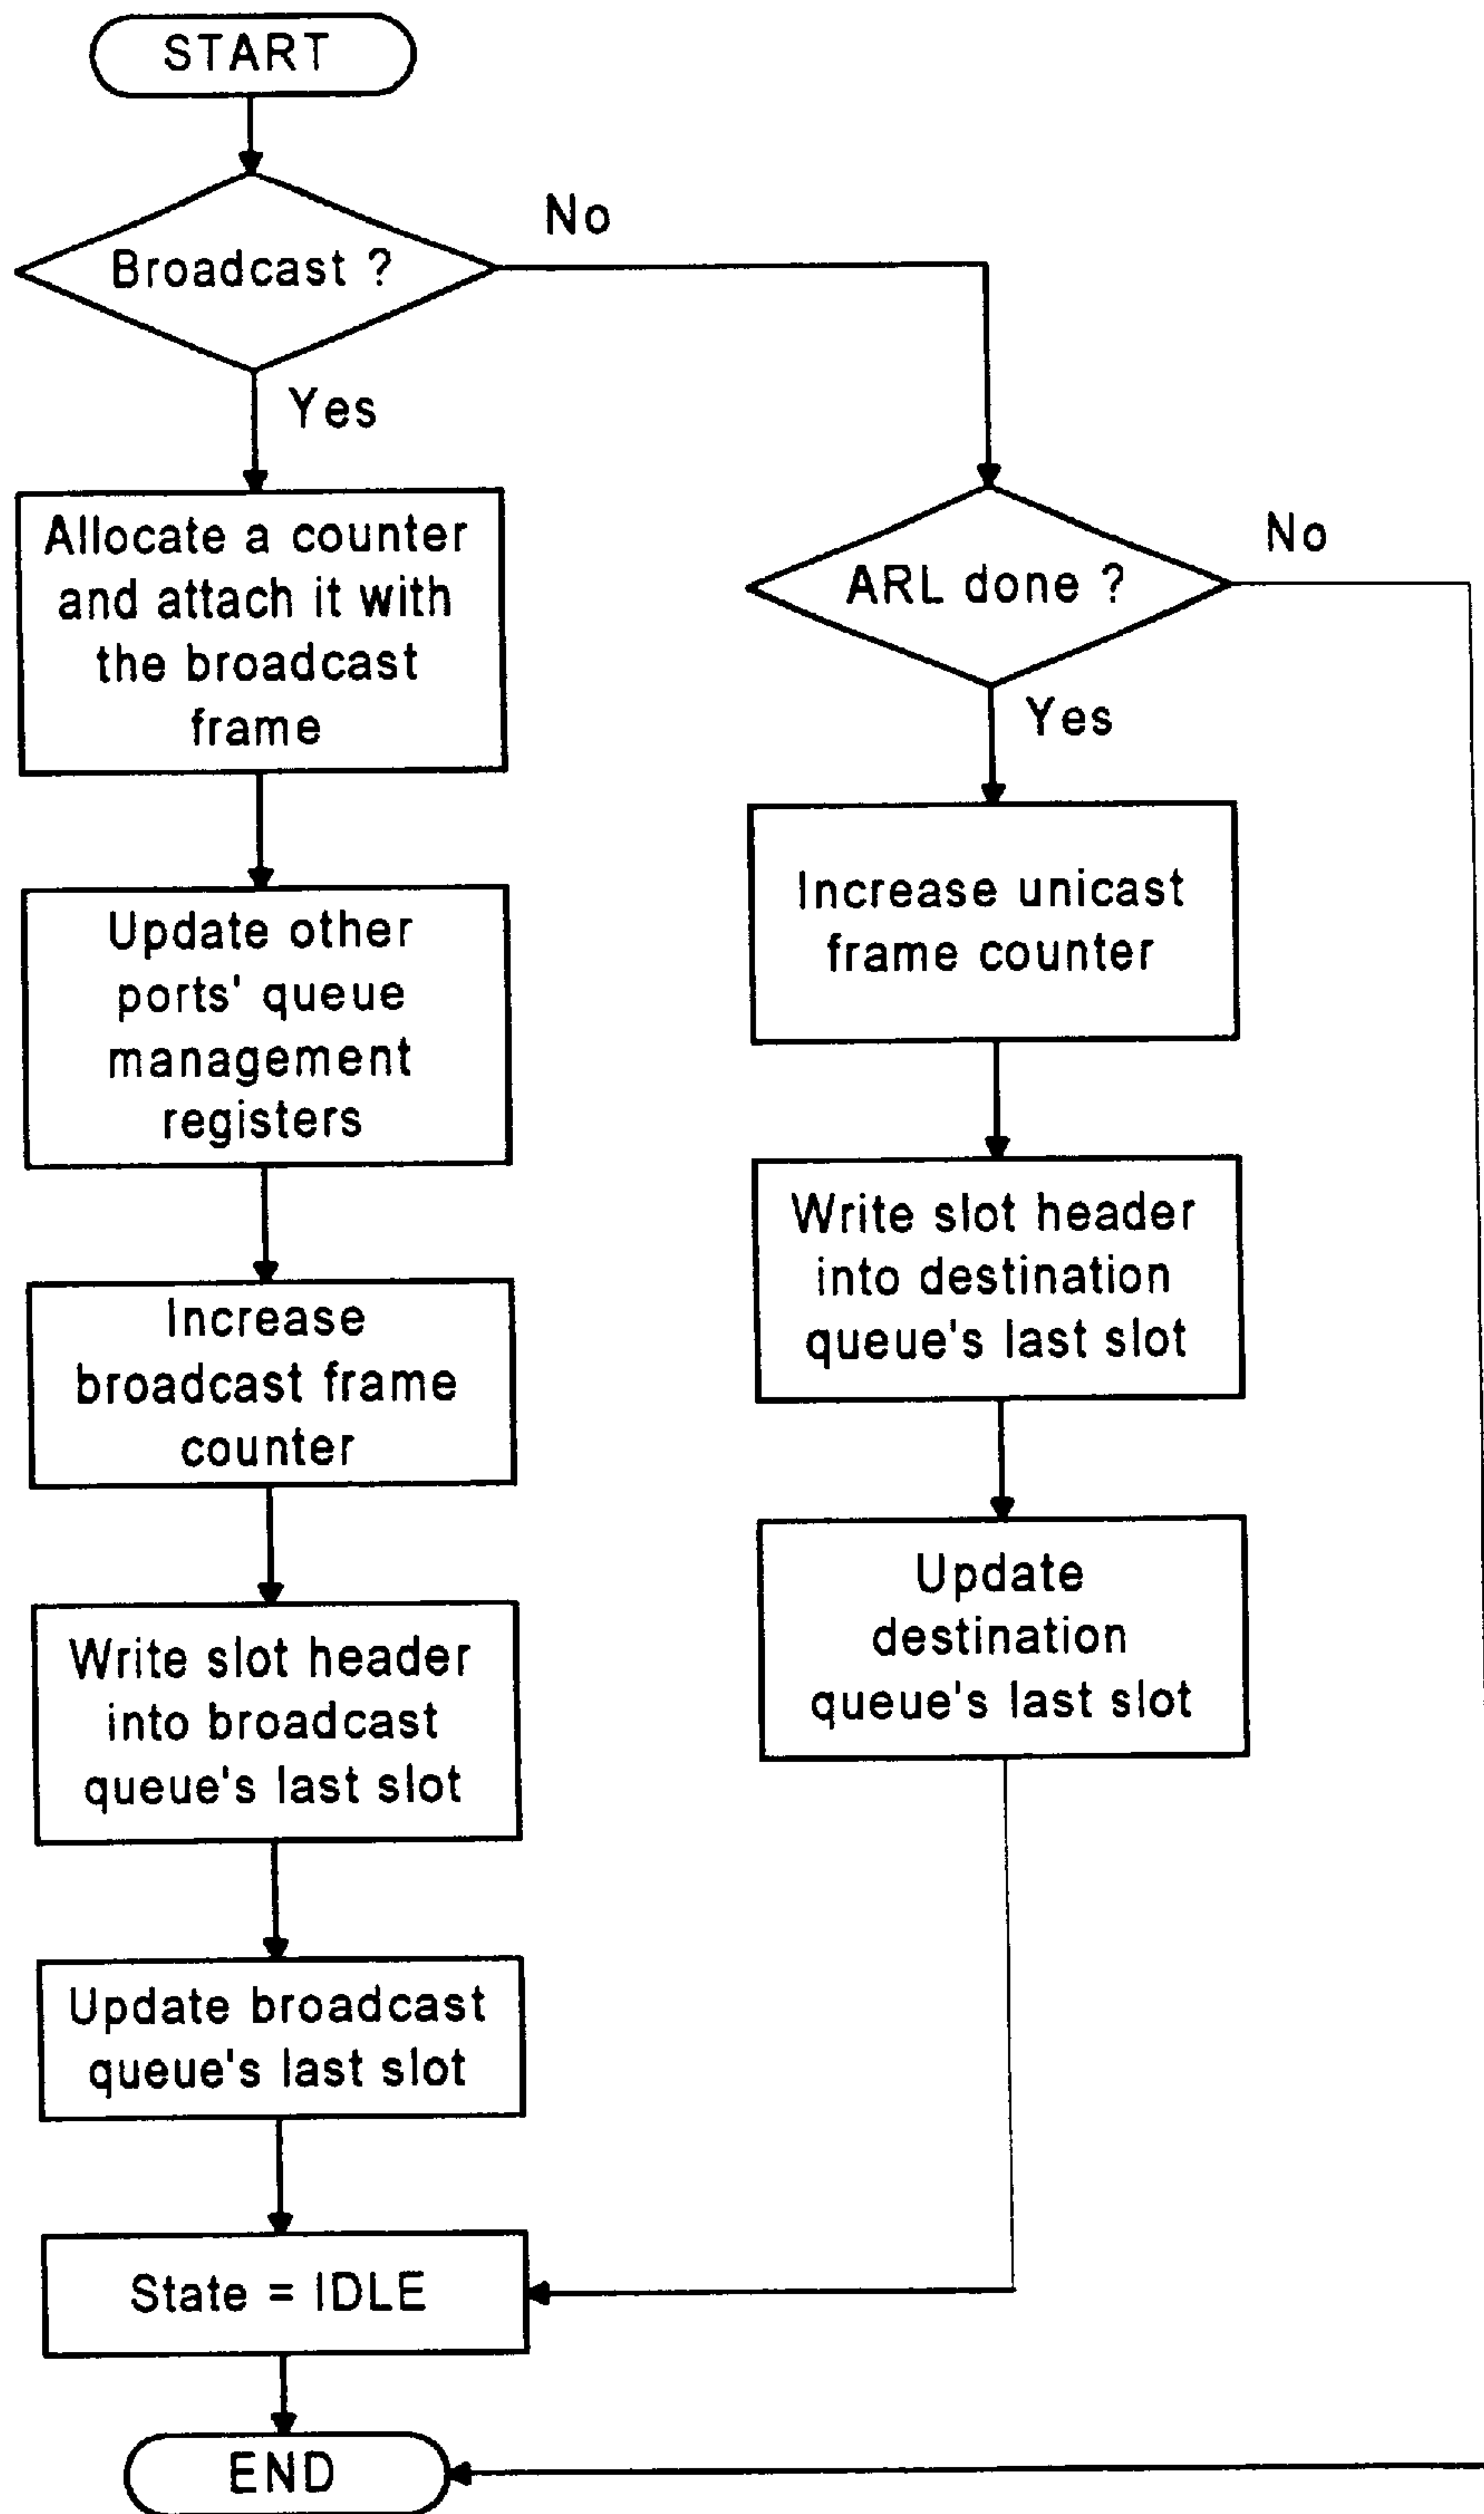 START
Broadcast ?
No
Yes
Allocate a counter
and attach it with
the broadcast
frame
Update other
ports' queue
management
registers
Increase
broadcast frame
counter
Write slot header
into broadcast
queue's last slot
Update broadcast
queue's last slot
State = IDLE
END
ARL done ?
No
Yes
Increase unicast
frame counter
Write slot header
into destination
queue's last slot
Update
destination
queue's last slot